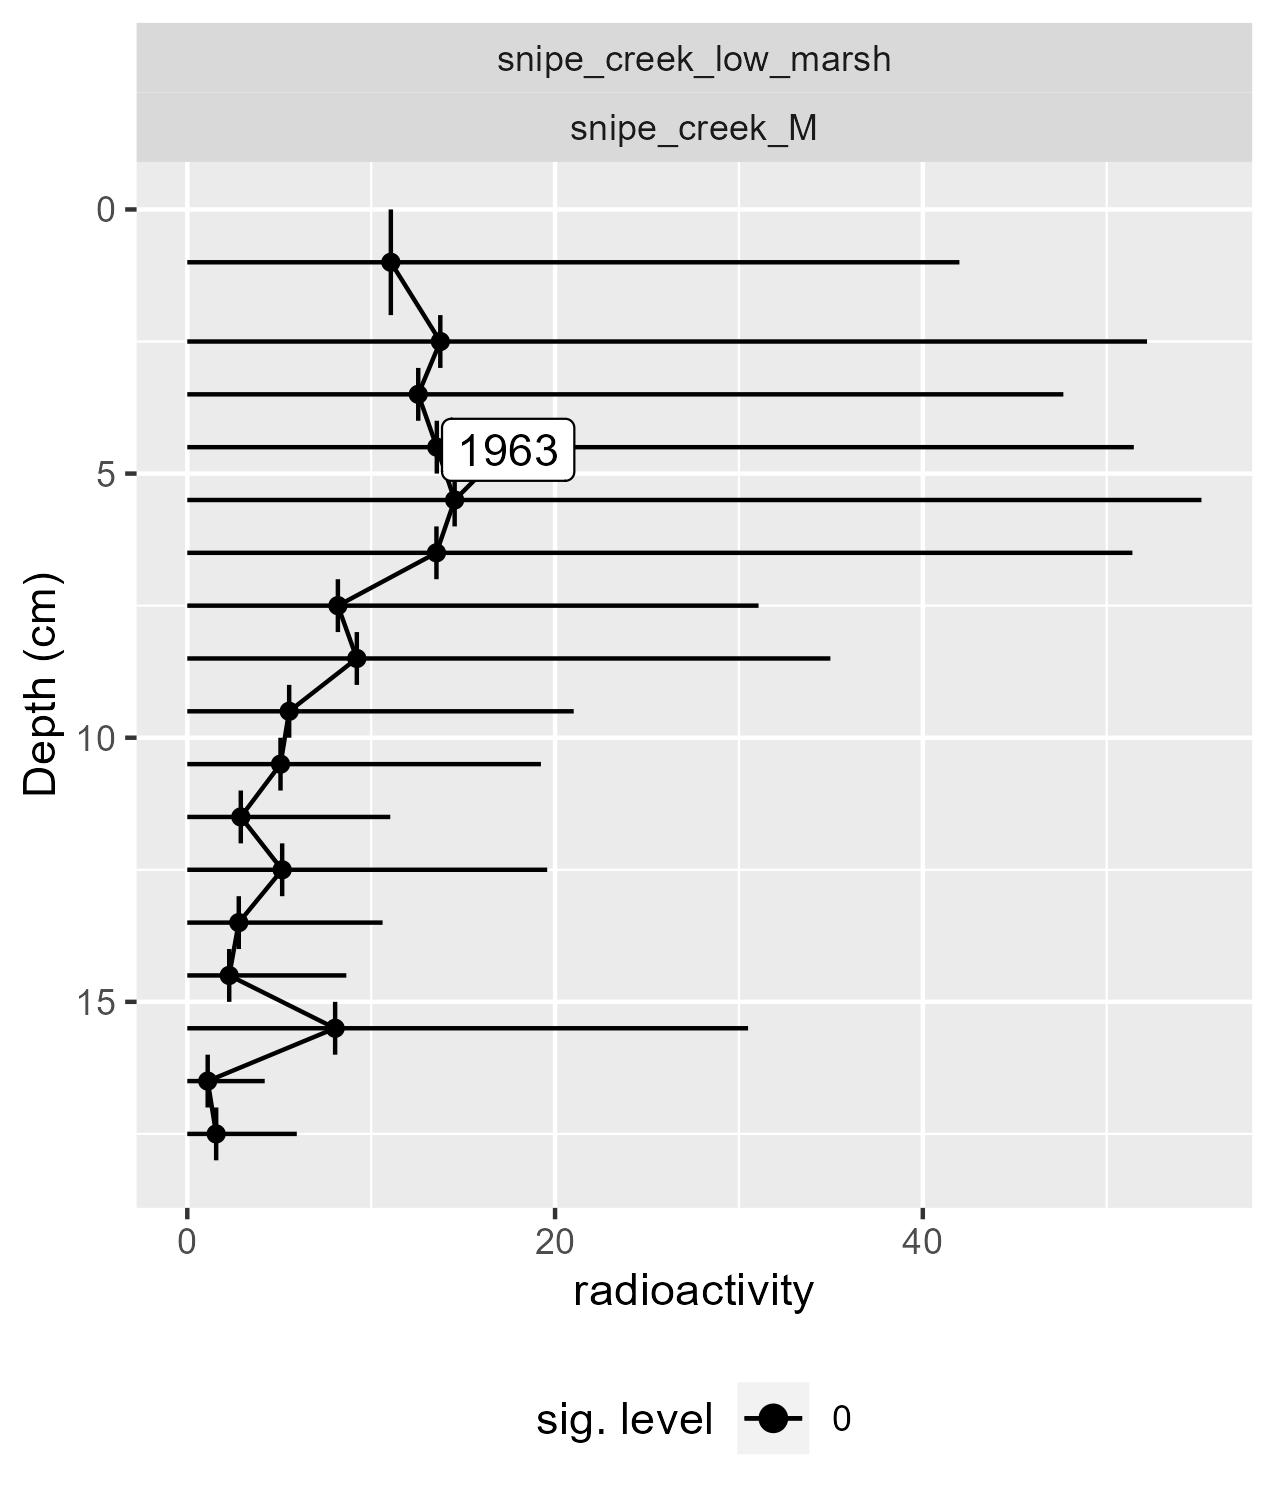 snipe_creek_low_marsh
snipe_creek_M
0
1963
5
10
15
Depth (cm)
0 20 40
radioactivity
sig. level 0